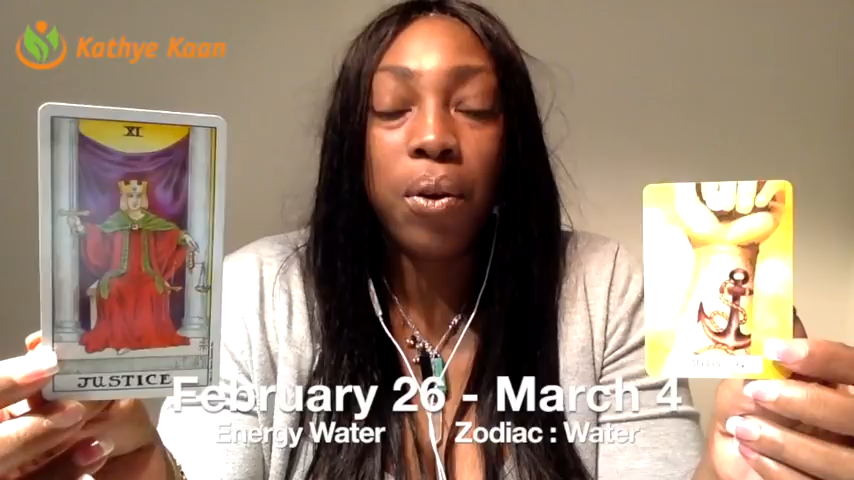 Kathye Kaan
XI
JUSTICE
February 26 - March 4
Energy Water
Zodiac : Water